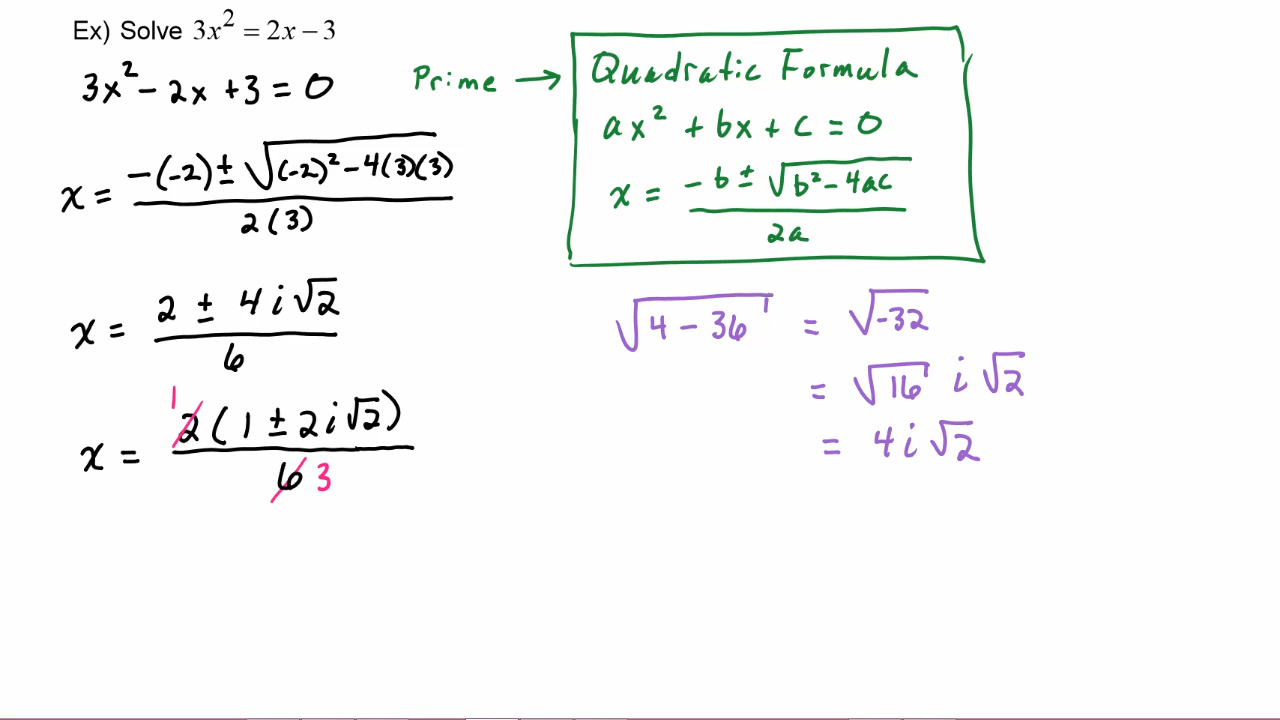 Ex) Solve 3x² = 2x − 3
3x² − 2x + 3 = 0
x = (−(−2) ± √((−2)² − 4(3)(3))) / 2(3)
x = (2 ± 4i√2) / 6
x = 1 2(1 ± 2i√2) / 6 3
Prime →
Quadratic Formula
ax² + bx + c = 0
x = (−b ± √(b² − 4ac)) / 2a
√(4 − 36) = √−32
= √16 i√2
= 4i√2